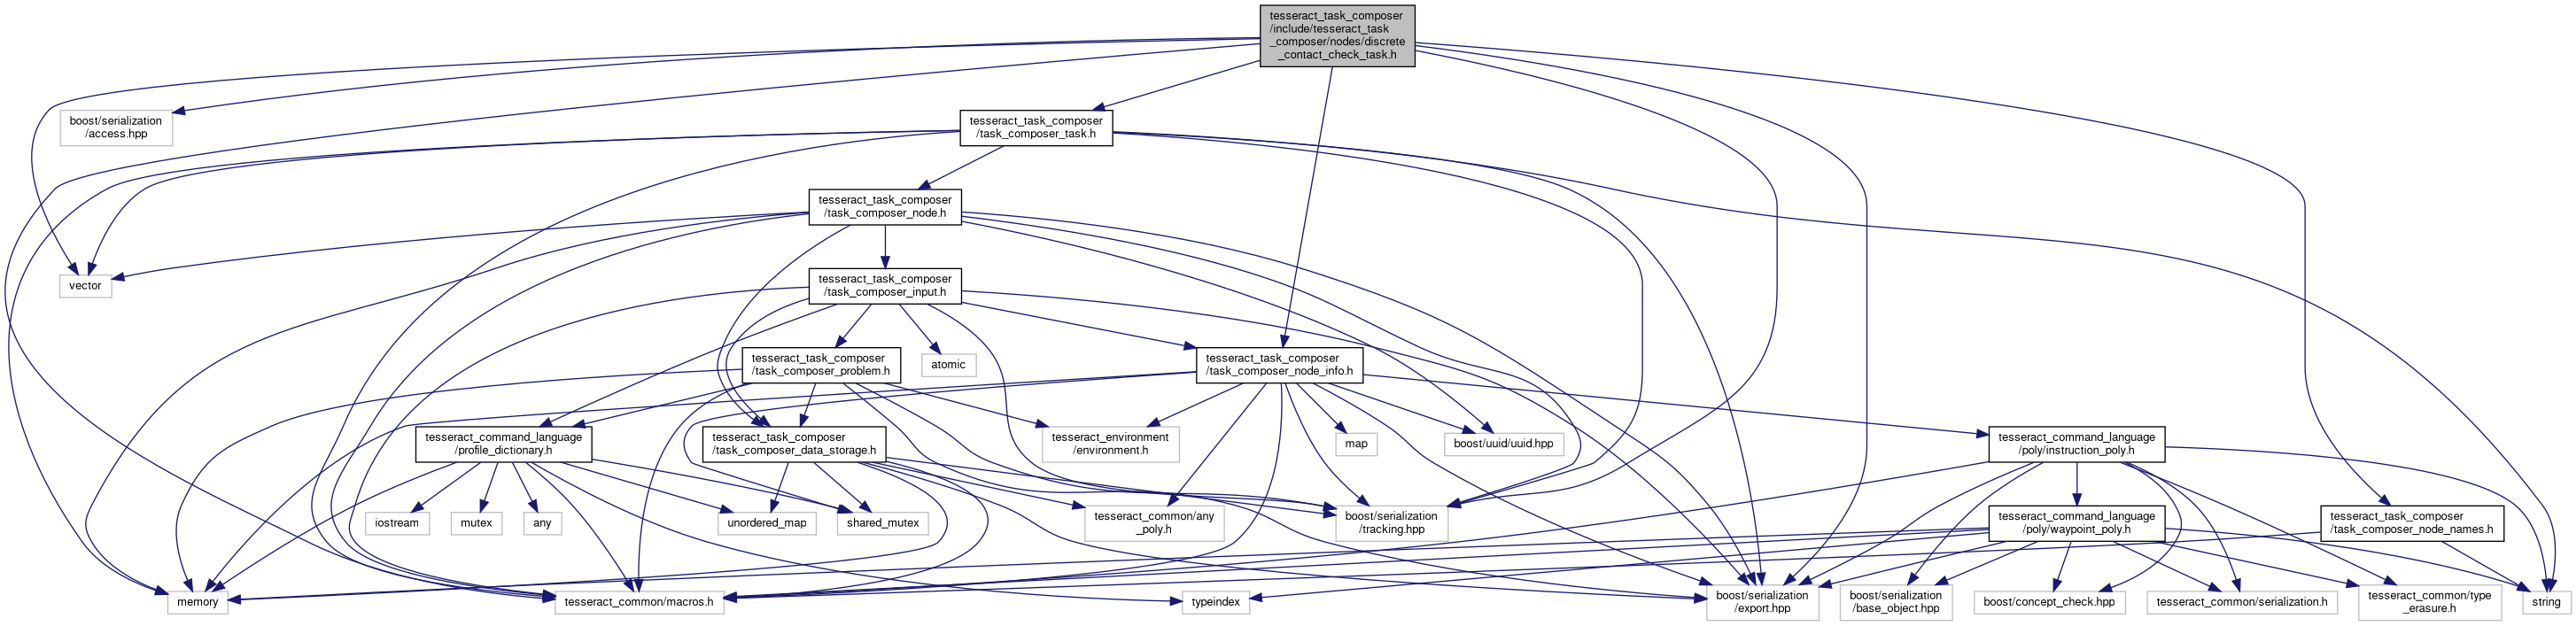 tesseract_task_composer
/include/tesseract_task
_composer/nodes/discrete
_contact_check_task.h
boost/serialization
/access.hpp
tesseract_task_composer
/task_composer_task.h
tesseract_task_composer
/task_composer_node.h
vector
tesseract_task_composer
/task_composer_input.h
tesseract_task_composer
/task_composer_problem.h
atomic
tesseract_task_composer
/task_composer_node_info.h
tesseract_command_language
/profile_dictionary.h
tesseract_task_composer
/task_composer_data_storage.h
tesseract_environment
/environment.h
map
boost/uuid/uuid.hpp
tesseract_command_language
/poly/instruction_poly.h
iostream
mutex
any
unordered_map
shared_mutex
tesseract_common/any
_poly.h
boost/serialization
/tracking.hpp
tesseract_command_language
/poly/waypoint_poly.h
tesseract_task_composer
/task_composer_node_names.h
memory
tesseract_common/macros.h
typeindex
boost/serialization
/export.hpp
boost/serialization
/base_object.hpp
boost/concept_check.hpp
tesseract_common/serialization.h
tesseract_common/type
_erasure.h
string